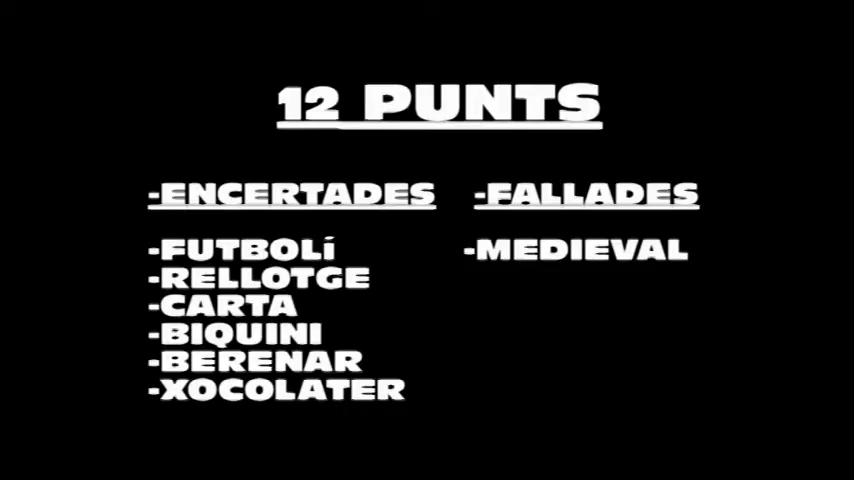 12 PUNTS
-ENCERTADES
-FALLADES
-FUTBOLÍ
-RELLOTGE
-CARTA
-BIQUINI
-BERENAR
-XOCOLATER
-MEDIEVAL